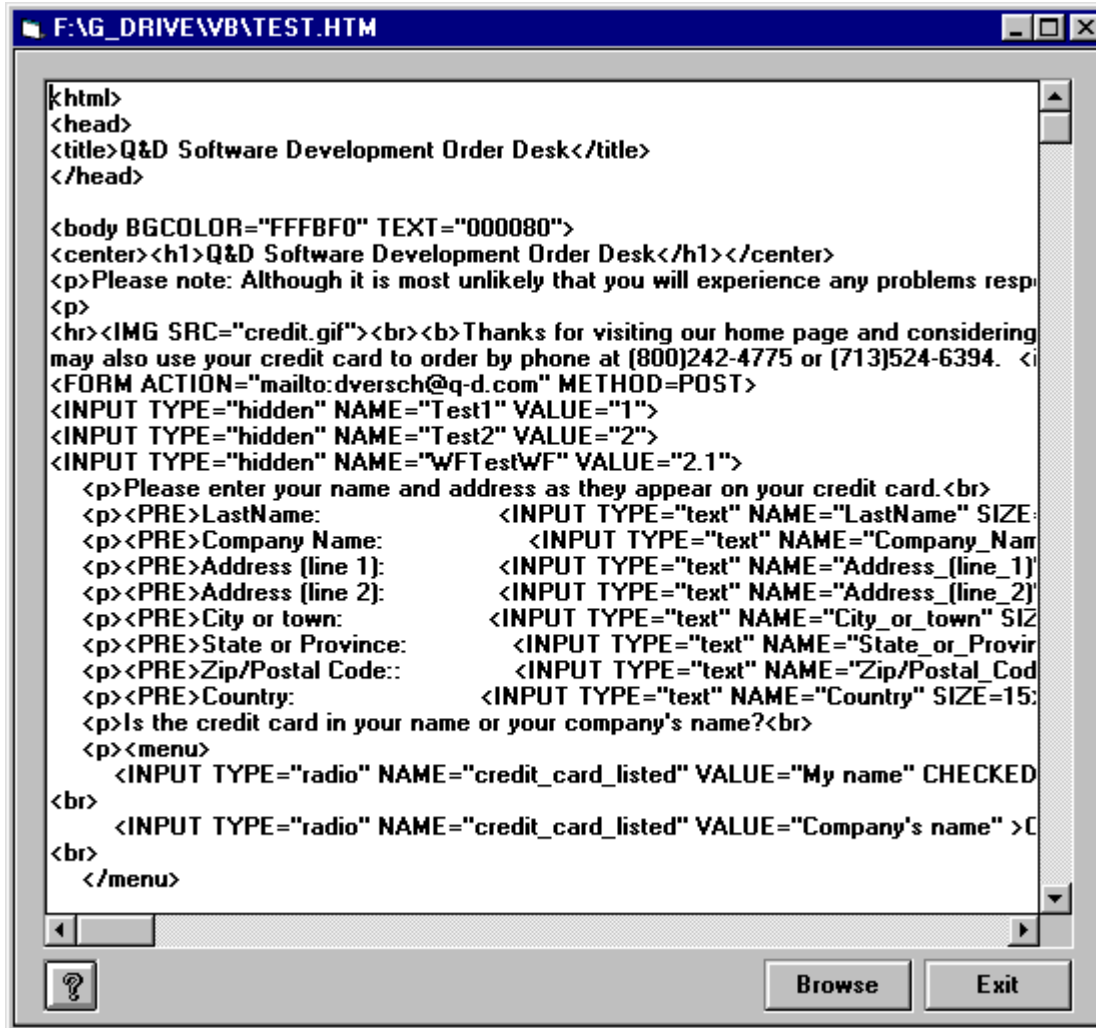 F:\G_DRIVE\VB\TEST.HTM
<html>
<head>
<title>Q&D Software Development Order Desk</title>
</head>
<body BGCOLOR="FFFBF0" TEXT="000080">
<center><h1>Q&D Software Development Order Desk</h1></center>
<p>Please note: Although it is most unlikely that you will experience any problems resp
<p>
<hr><IMG SRC="credit.gif"><br><b>Thanks for visiting our home page and considering
may also use your credit card to order by phone at (800)242-4775 or (713)524-6394.  <i
<FORM ACTION="mailto:dversch@q-d.com" METHOD=POST>
<INPUT TYPE="hidden" NAME="Test1" VALUE="1">
<INPUT TYPE="hidden" NAME="Test2" VALUE="2">
<INPUT TYPE="hidden" NAME="WFTestWF" VALUE="2.1">
<p>Please enter your name and address as they appear on your credit card.<br>
<p><PRE>LastName: <INPUT TYPE="text" NAME="LastName" SIZE=
<p><PRE>Company Name: <INPUT TYPE="text" NAME="Company_Nam
<p><PRE>Address (line 1): <INPUT TYPE="text" NAME="Address_(line_1)"
<p><PRE>Address (line 2): <INPUT TYPE="text" NAME="Address_(line_2)"
<p><PRE>City or town: <INPUT TYPE="text" NAME="City_or_town" SIZ
<p><PRE>State or Province: <INPUT TYPE="text" NAME="State_or_Provin
<p><PRE>Zip/Postal Code:: <INPUT TYPE="text" NAME="Zip/Postal_Cod
<p><PRE>Country: <INPUT TYPE="text" NAME="Country" SIZE=15
<p>Is the credit card in your name or your company's name?<br>
<p><menu>
<INPUT TYPE="radio" NAME="credit_card_listed" VALUE="My name" CHECKED
<br>
<INPUT TYPE="radio" NAME="credit_card_listed" VALUE="Company's name" >C
<br>
</menu>
?
Browse
Exit